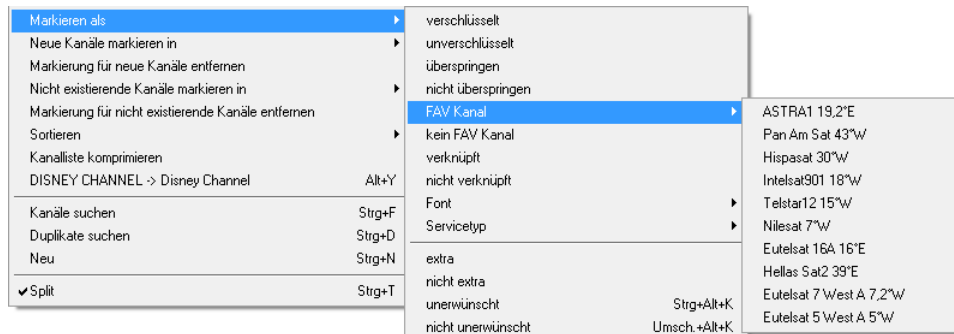 Markieren als
Neue Kanäle markieren in
Markierung für neue Kanäle entfernen
Nicht existierende Kanäle markieren in
Markierung für nicht existierende Kanäle entfernen
Sortieren
Kanalliste komprimieren
DISNEY CHANNEL -> Disney Channel Alt+Y
Kanäle suchen Strg+F
Duplikate suchen Strg+D
Neu Strg+N
Split Strg+T
verschlüsselt
unverschlüsselt
überspringen
nicht überspringen
FAV Kanal
kein FAV Kanal
verknüpft
nicht verknüpft
Font
Servicetyp
extra
nicht extra
unerwünscht Strg+Alt+K
nicht unerwünscht Umsch.+Alt+K
ASTRA1 19,2°E
Pan Am Sat 43°W
Hispasat 30°W
Intelsat901 18°W
Telstar12 15°W
Nilesat 7°W
Eutelsat 16A 16°E
Hellas Sat2 39°E
Eutelsat 7 West A 7,2°W
Eutelsat 5 West A 5°W